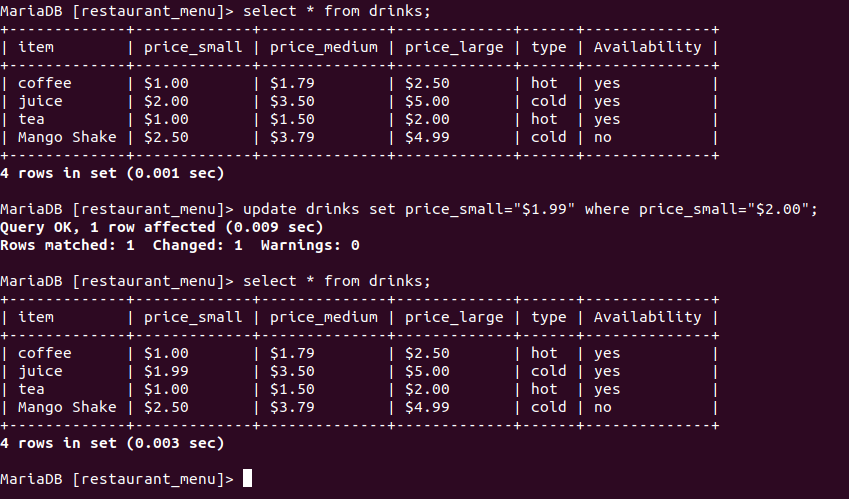 MariaDB [restaurant_menu]> select * from drinks;
+-------------+-------------+--------------+-------------+------+--------------+
| item        | price_small | price_medium | price_large | type | Availability |
+-------------+-------------+--------------+-------------+------+--------------+
| coffee      | $1.00       | $1.79        | $2.50       | hot  | yes          |
| juice       | $2.00       | $3.50        | $5.00       | cold | yes          |
| tea         | $1.00       | $1.50        | $2.00       | hot  | yes          |
| Mango Shake | $2.50       | $3.79        | $4.99       | cold | no           |
+-------------+-------------+--------------+-------------+------+--------------+
4 rows in set (0.001 sec)
MariaDB [restaurant_menu]> update drinks set price_small="$1.99" where price_small="$2.00";
Query OK, 1 row affected (0.009 sec)
Rows matched: 1  Changed: 1  Warnings: 0
MariaDB [restaurant_menu]> select * from drinks;
+-------------+-------------+--------------+-------------+------+--------------+
| item        | price_small | price_medium | price_large | type | Availability |
+-------------+-------------+--------------+-------------+------+--------------+
| coffee      | $1.00       | $1.79        | $2.50       | hot  | yes          |
| juice       | $1.99       | $3.50        | $5.00       | cold | yes          |
| tea         | $1.00       | $1.50        | $2.00       | hot  | yes          |
| Mango Shake | $2.50       | $3.79        | $4.99       | cold | no           |
+-------------+-------------+--------------+-------------+------+--------------+
4 rows in set (0.003 sec)
MariaDB [restaurant_menu]>